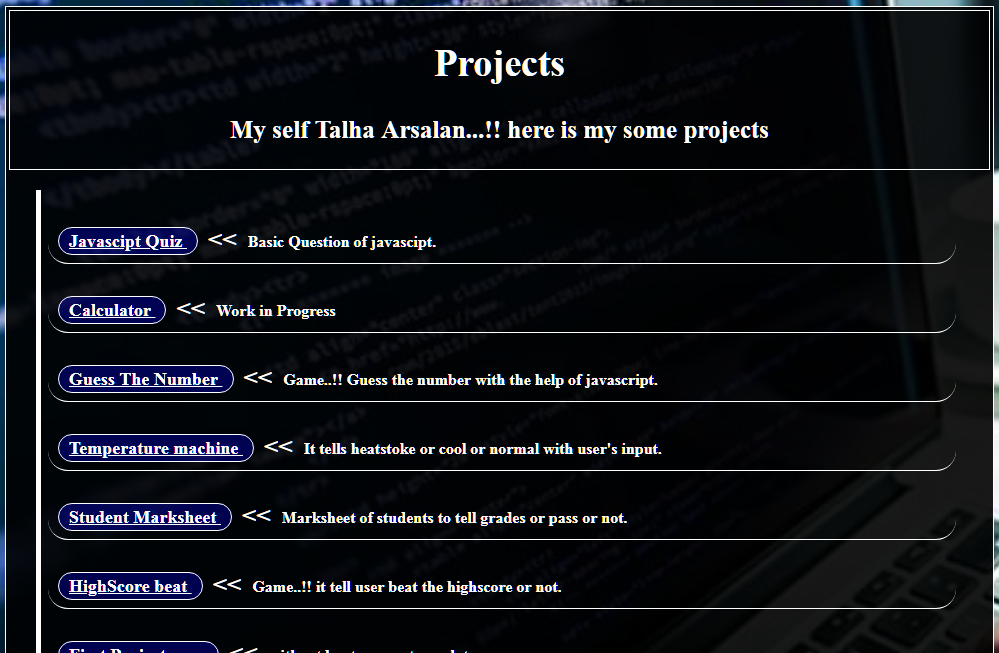 Projects
My self Talha Arsalan...!! here is my some projects
Javascipt Quiz << Basic Question of javascipt.
Calculator << Work in Progress
Guess The Number << Game..!! Guess the number with the help of javascript.
Temperature machine << It tells heatstoke or cool or normal with user's input.
Student Marksheet << Marksheet of students to tell grades or pass or not.
HighScore beat << Game..!! it tell user beat the highscore or not.